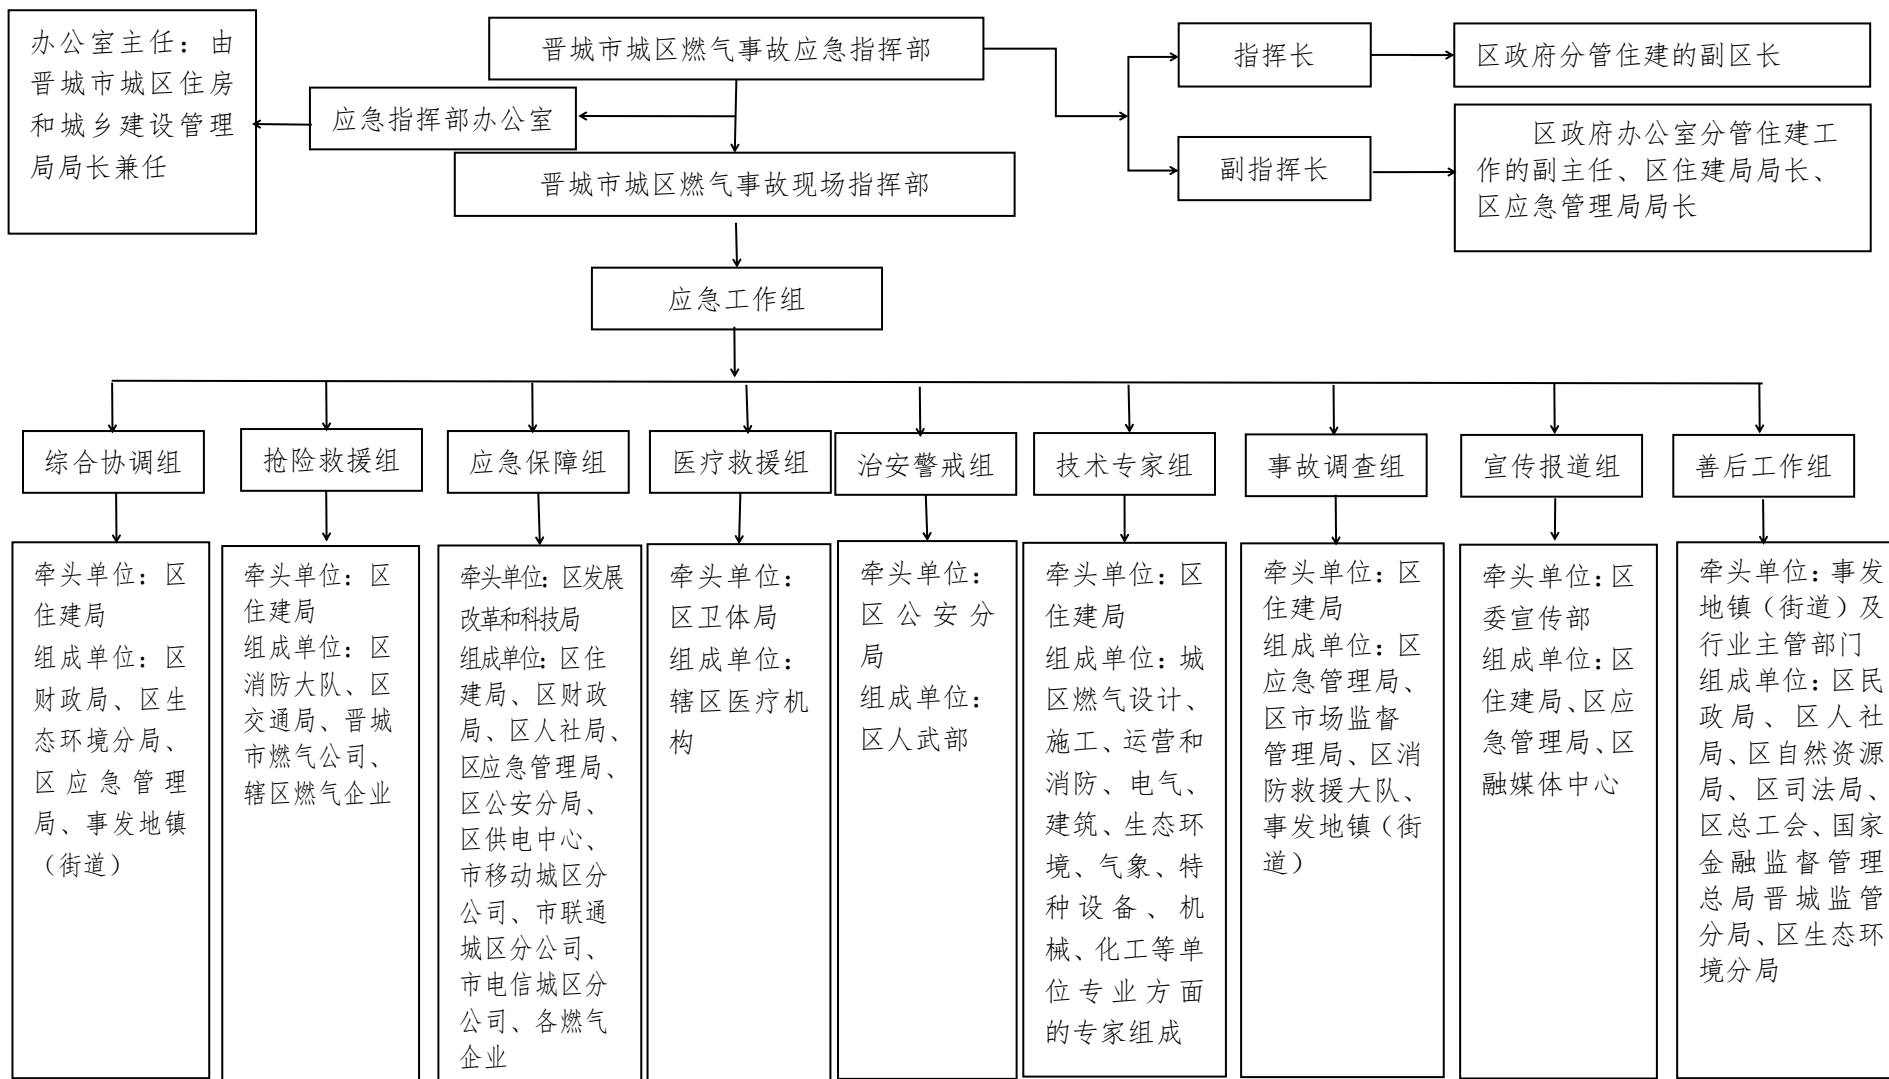 办公室主任：由
晋城市城区住房
和城乡建设管理
局局长兼任
晋城市城区燃气事故应急指挥部
应急指挥部办公室
晋城市城区燃气事故现场指挥部
指挥长
区政府分管住建的副区长
副指挥长
区政府办公室分管住建工
作的副主任、区住建局局长、
区应急管理局局长
应急工作组
综合协调组
抢险救援组
应急保障组
医疗救援组
治安警戒组
技术专家组
事故调查组
宣传报道组
善后工作组
牵头单位：区
住建局
组成单位：区
财政局、区生
态环境分局、
区应急管理
局、事发地镇
（街道）
牵头单位：区
住建局
组成单位：区
消防大队、区
交通局、晋城
市燃气公司、
辖区燃气企业
牵头单位：区发展
改革和科技局
组成单位：区住
建局、区财政
局、区人社局、
区应急管理局、
区公安分局、
区供电中心、
市移动城区分
公司、市联通
城区分公司、
市电信城区分
公司、各燃气
企业
牵头单位：
区卫体局
组成单位：
辖区医疗机
构
牵头单位：
区公安分
局
组成单位：
区人武部
牵头单位：区
住建局
组成单位：城
区燃气设计、
施工、运营和
消防、电气、
建筑、生态环
境、气象、特
种设备、机
械、化工等单
位专业方面
的专家组成
牵头单位：区
住建局
组成单位：区
应急管理局、
区市场监督
管理局、区消
防救援大队、
事发地镇（街
道）
牵头单位：区
委宣传部
组成单位：区
住建局、区应
急管理局、区
融媒体中心
牵头单位：事发
地镇（街道）及
行业主管部门
组成单位：区民
政局、区人社
局、区自然资源
局、区司法局、
区总工会、国家
金融监督管理
总局晋城监管
分局、区生态环
境分局